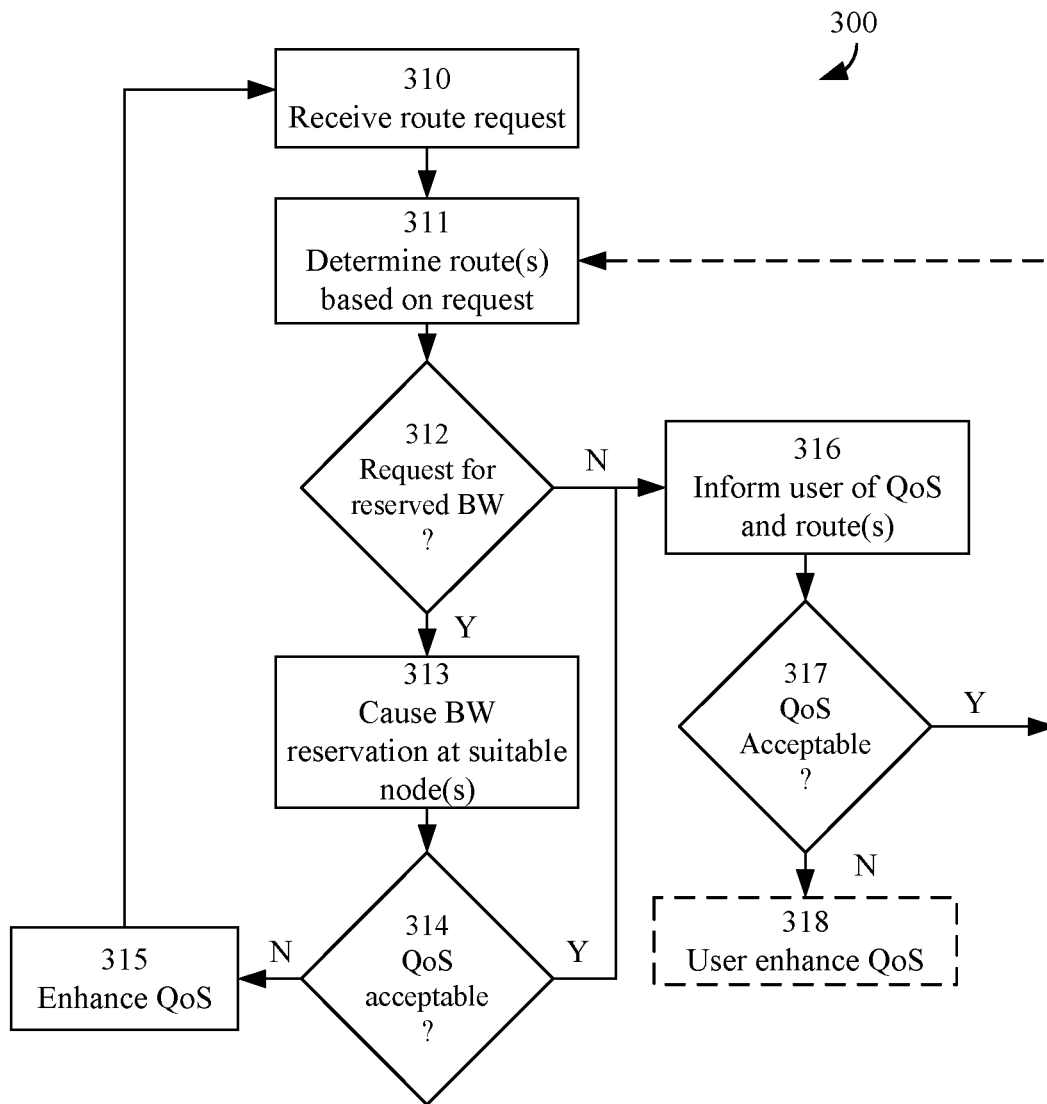 300
310
Receive route request
311
Determine route(s)
based on request
312
Request for
reserved BW
?
N
Y
316
Inform user of QoS
and route(s)
313
Cause BW
reservation at suitable
node(s)
317
QoS
Acceptable
?
Y
N
314
QoS
acceptable
?
N
Y
315
Enhance QoS
318
User enhance QoS